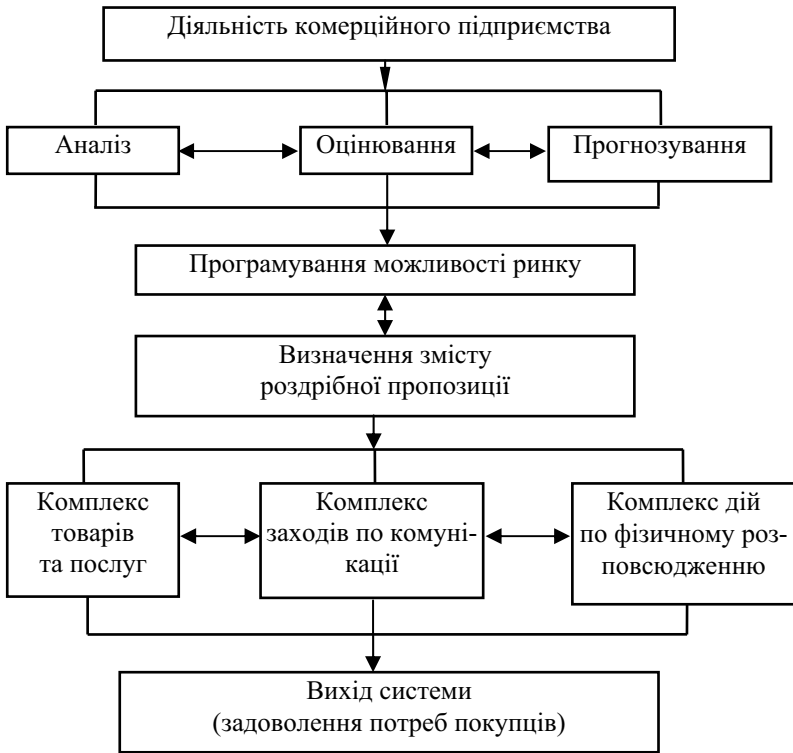 Діяльність комерційного підприємства
Аналіз
Оцінювання
Прогнозування
Програмування можливості ринку
Визначення змісту
роздрібної пропозиції
Комплекс
товарів
та послуг
Комплекс
заходів по комуні-
кації
Комплекс дій
по фізичному роз-
повсюдженню
Вихід системи
(задоволення потреб покупців)